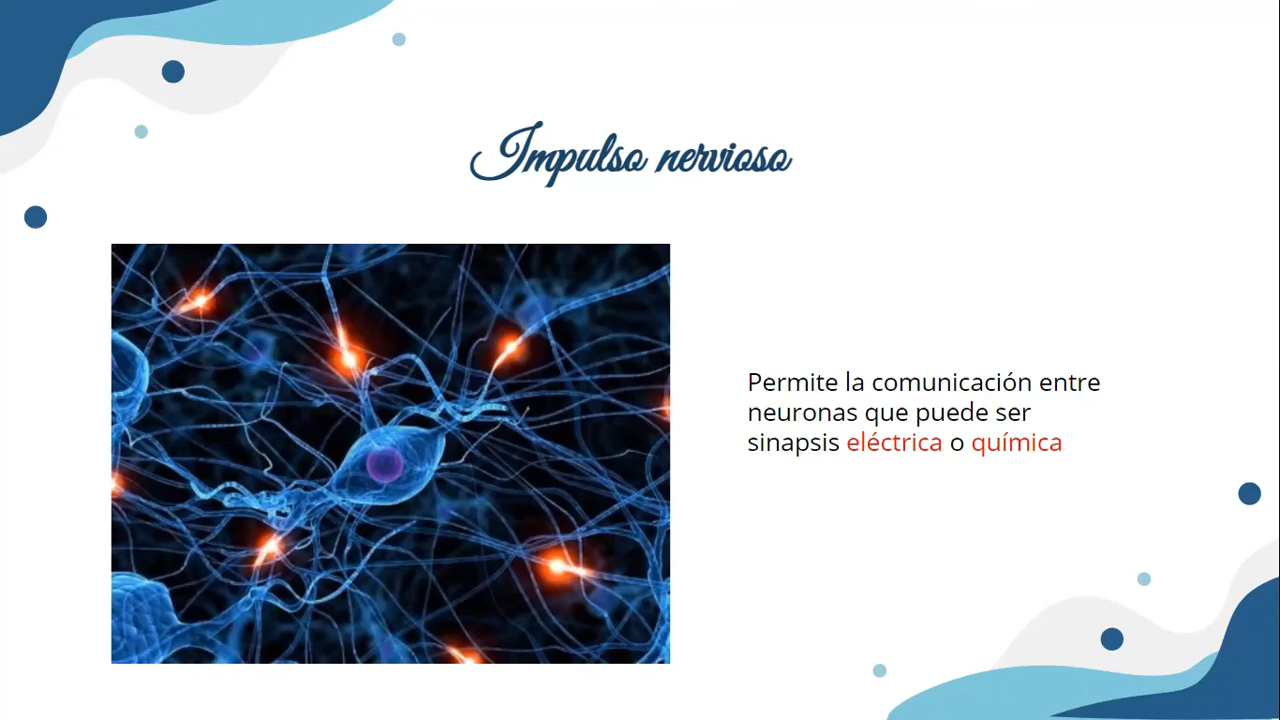 Impulso nervioso
Permite la comunicación entre
neuronas que puede ser
sinapsis eléctrica o química